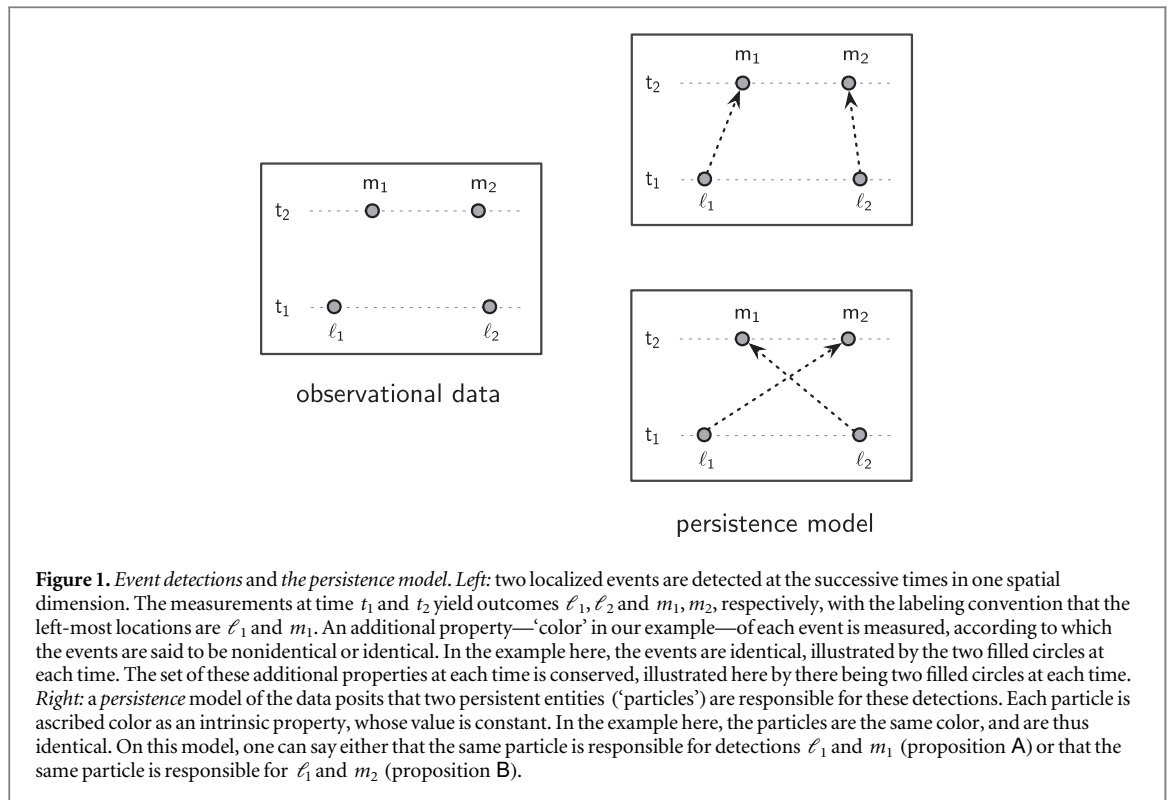 m₁ m₂
t₂
t₁
ℓ₁ ℓ₂
observational data
m₁ m₂
t₂
t₁
ℓ₁ ℓ₂
m₁ m₂
t₂
t₁
ℓ₁ ℓ₂
persistence model
Figure 1. Event detections and the persistence model. Left: two localized events are detected at the successive times in one spatial
dimension. The measurements at time t₁ and t₂ yield outcomes ℓ₁, ℓ₂ and m₁, m₂, respectively, with the labeling convention that the
left-most locations are ℓ₁ and m₁. An additional property—‘color’ in our example—of each event is measured, according to which
the events are said to be nonidentical or identical. In the example here, the events are identical, illustrated by the two filled circles at
each time. The set of these additional properties at each time is conserved, illustrated here by there being two filled circles at each time.
Right: a persistence model of the data posits that two persistent entities (‘particles’) are responsible for these detections. Each particle is
ascribed color as an intrinsic property, whose value is constant. In the example here, the particles are the same color, and are thus
identical. On this model, one can say either that the same particle is responsible for detections ℓ₁ and m₁ (proposition A) or that the
same particle is responsible for ℓ₁ and m₂ (proposition B).